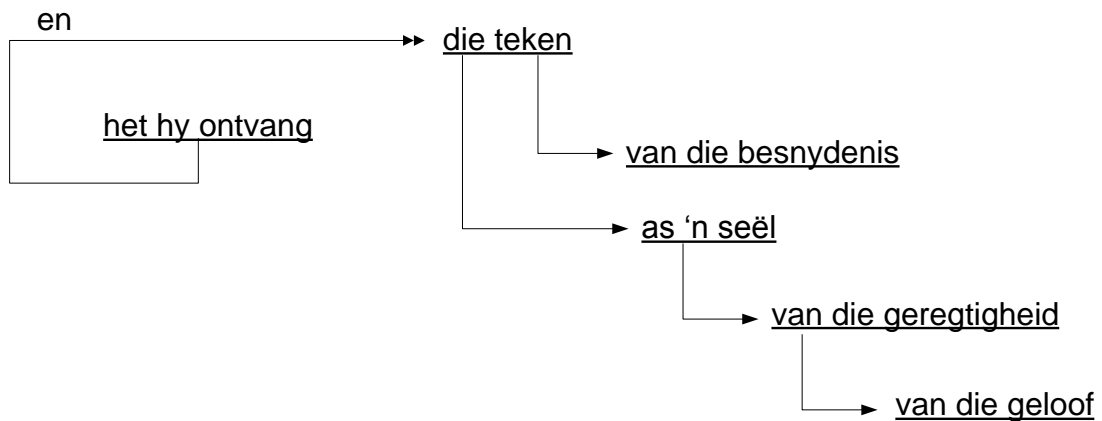 en
die teken
het hy ontvang
van die besnydenis
as ‘n seël
van die geregtigheid
van die geloof